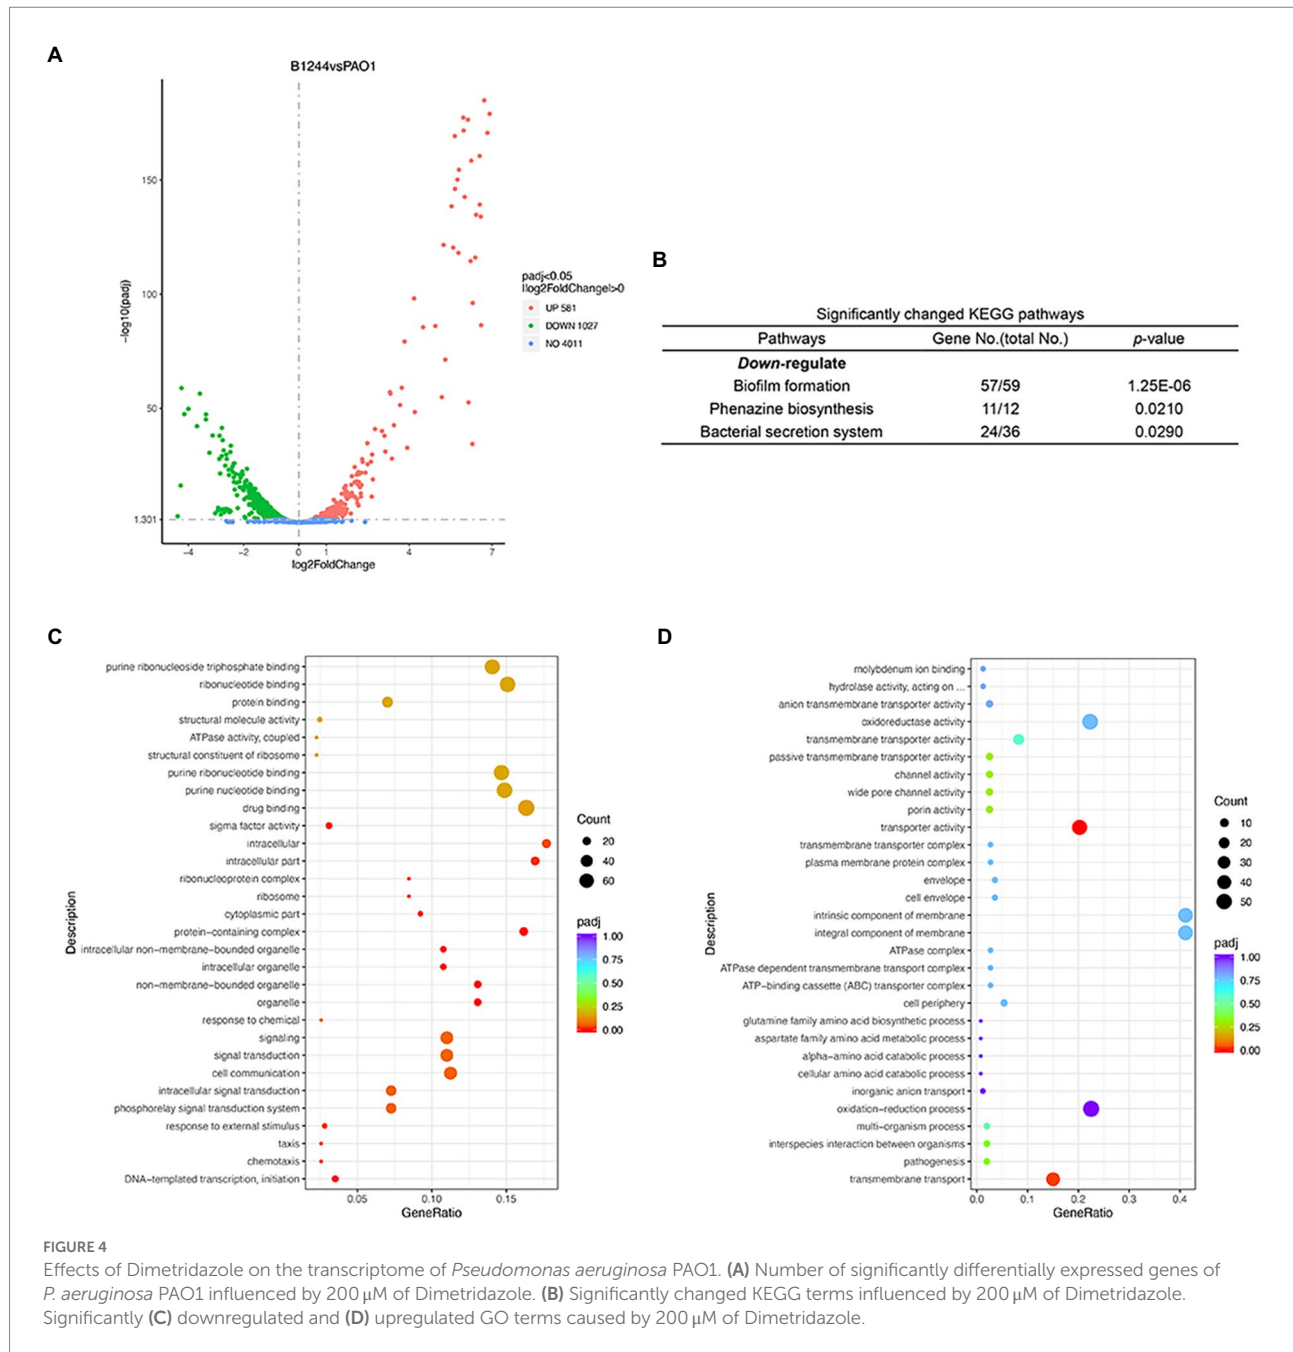 A
B1244vsPAO1
-log10(padj)
150
100
50
1.301
-4
-2
0
1
4
7
log2FoldChange
padj<0.05
|log2FoldChange|>0
UP 581
DOWN 1027
NO 4011
B
Significantly changed KEGG pathways
Pathways Gene No.(total No.) p-value
Down-regulate
Biofilm formation 57/59 1.25E-06
Phenazine biosynthesis 11/12 0.0210
Bacterial secretion system 24/36 0.0290
C
Description
purine ribonucleoside triphosphate binding
ribonucleotide binding
protein binding
structural molecule activity
ATPase activity, coupled
structural constituent of ribosome
purine ribonucleotide binding
purine nucleotide binding
drug binding
sigma factor activity
intracellular
intracellular part
ribonucleoprotein complex
ribosome
cytoplasmic part
protein-containing complex
intracellular non-membrane-bounded organelle
intracellular organelle
non-membrane-bounded organelle
organelle
response to chemical
signaling
signal transduction
cell communication
intracellular signal transduction
phosphorelay signal transduction system
response to external stimulus
taxis
chemotaxis
DNA-templated transcription, initiation
0.05
0.10
0.15
GeneRatio
Count
20
40
60
padj
1.00
0.75
0.50
0.25
0.00
D
Description
molybdenum ion binding
hydrolase activity, acting on ...
anion transmembrane transporter activity
oxidoreductase activity
transmembrane transporter activity
passive transmembrane transporter activity
channel activity
wide pore channel activity
porin activity
transporter activity
transmembrane transporter complex
plasma membrane protein complex
envelope
cell envelope
intrinsic component of membrane
integral component of membrane
ATPase complex
ATPase dependent transmembrane transport complex
ATP-binding cassette (ABC) transporter complex
cell periphery
glutamine family amino acid biosynthetic process
aspartate family amino acid metabolic process
alpha-amino acid catabolic process
cellular amino acid catabolic process
inorganic anion transport
oxidation-reduction process
multi-organism process
interspecies interaction between organisms
pathogenesis
transmembrane transport
0.0
0.1
0.2
0.3
0.4
GeneRatio
Count
10
20
30
40
50
padj
1.00
0.75
0.50
0.25
0.00
FIGURE 4
Effects of Dimetridazole on the transcriptome of Pseudomonas aeruginosa PAO1. (A) Number of significantly differentially expressed genes of
P. aeruginosa PAO1 influenced by 200 μM of Dimetridazole. (B) Significantly changed KEGG terms influenced by 200 μM of Dimetridazole.
Significantly (C) downregulated and (D) upregulated GO terms caused by 200 μM of Dimetridazole.